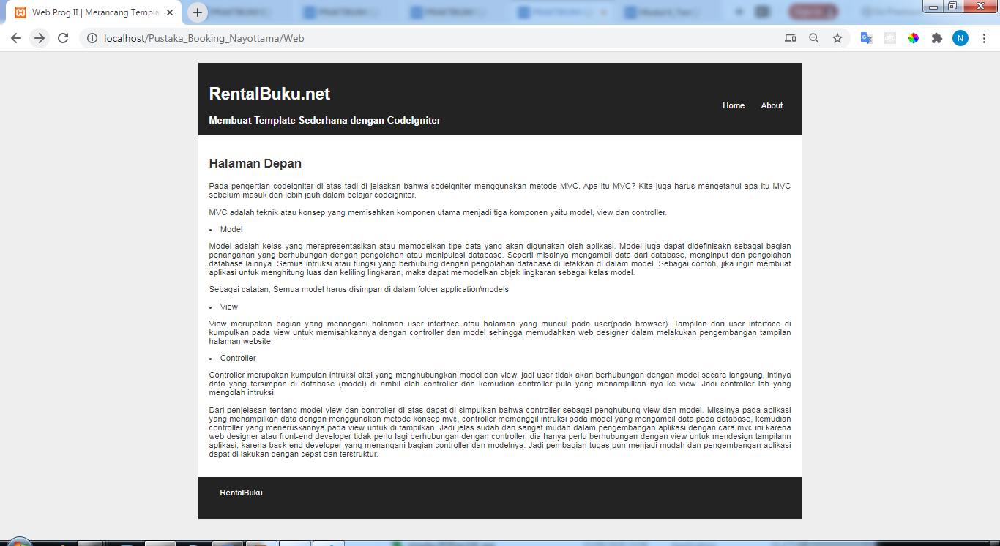 Web Prog II | Merancang Templa
localhost/Pustaka_Booking_Nayottama/Web
N
RentalBuku.net
Home About
Membuat Template Sederhana dengan CodeIgniter
Halaman Depan
Pada pengertian codeigniter di atas tadi di jelaskan bahwa codeigniter menggunakan metode MVC. Apa itu MVC? Kita juga harus mengetahui apa itu MVC
sebelum masuk dan lebih jauh dalam belajar codeigniter.
MVC adalah teknik atau konsep yang memisahkan komponen utama menjadi tiga komponen yaitu model, view dan controller.
• Model
Model adalah kelas yang merepresentasikan atau memodelkan tipe data yang akan digunakan oleh aplikasi. Model juga dapat didefinisakn sebagai bagian
penanganan yang berhubungan dengan pengolahan atau manipulasi database. Seperti misalnya mengambil data dari database, menginput dan pengolahan
database lainnya. Semua intruksi atau fungsi yang berhubung dengan pengolahan database di letakkan di dalam model. Sebagai contoh, jika ingin membuat
aplikasi untuk menghitung luas dan keliling lingkaran, maka dapat memodelkan objek lingkaran sebagai kelas model.
Sebagai catatan, Semua model harus disimpan di dalam folder application\models
• View
View merupakan bagian yang menangani halaman user interface atau halaman yang muncul pada user(pada browser). Tampilan dari user interface di
kumpulkan pada view untuk memisahkannya dengan controller dan model sehingga memudahkan web designer dalam melakukan pengembangan tampilan
halaman website.
• Controller
Controller merupakan kumpulan intruksi aksi yang menghubungkan model dan view, jadi user tidak akan berhubungan dengan model secara langsung, intinya
data yang tersimpan di database (model) di ambil oleh controller dan kemudian controller pula yang menampilkan nya ke view. Jadi controller lah yang
mengolah intruksi.
Dari penjelasan tentang model view dan controller di atas dapat di simpulkan bahwa controller sebagai penghubung view dan model. Misalnya pada aplikasi
yang menampilkan data dengan menggunakan metode konsep mvc, controller memanggil intruksi pada model yang mengambil data pada database, kemudian
controller yang meneruskannya pada view untuk di tampilkan. Jadi jelas sudah dan sangat mudah dalam pengembangan aplikasi dengan cara mvc ini karena
web designer atau front-end developer tidak perlu lagi berhubungan dengan controller, dia hanya perlu berhubungan dengan view untuk mendesign tampilann
aplikasi, karena back-end developer yang menangani bagian controller dan modelnya. Jadi pembagian tugas pun menjadi mudah dan pengembangan aplikasi
dapat di lakukan dengan cepat dan terstruktur.
RentalBuku